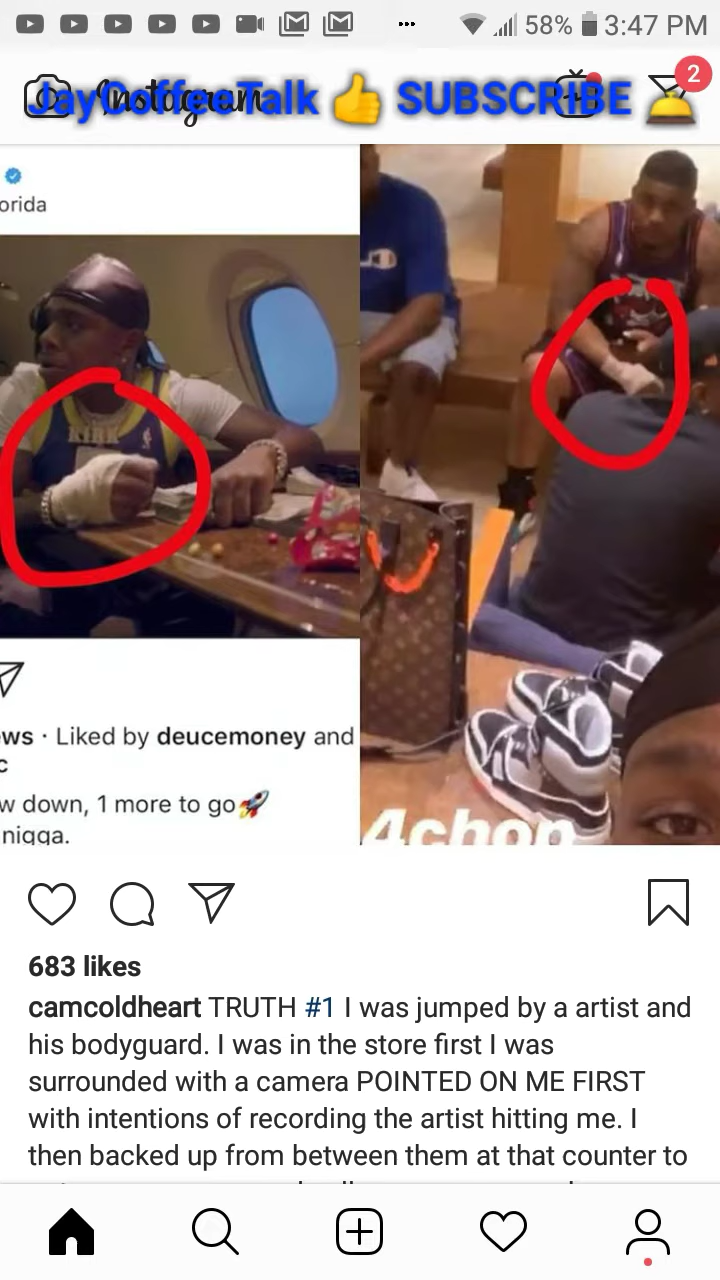 58% 3:47 PM
JayCoffeeTalk 👍 SUBSCRIBE 🛎️
Instagram
2
orida
KIRK
ws · Liked by deucemoney and
c
w down, 1 more to go🚀
nigga.
4chop
683 likes
camcoldheart TRUTH #1 I was jumped by a artist and
his bodyguard. I was in the store first I was
surrounded with a camera POINTED ON ME FIRST
with intentions of recording the artist hitting me. I
then backed up from between them at that counter to